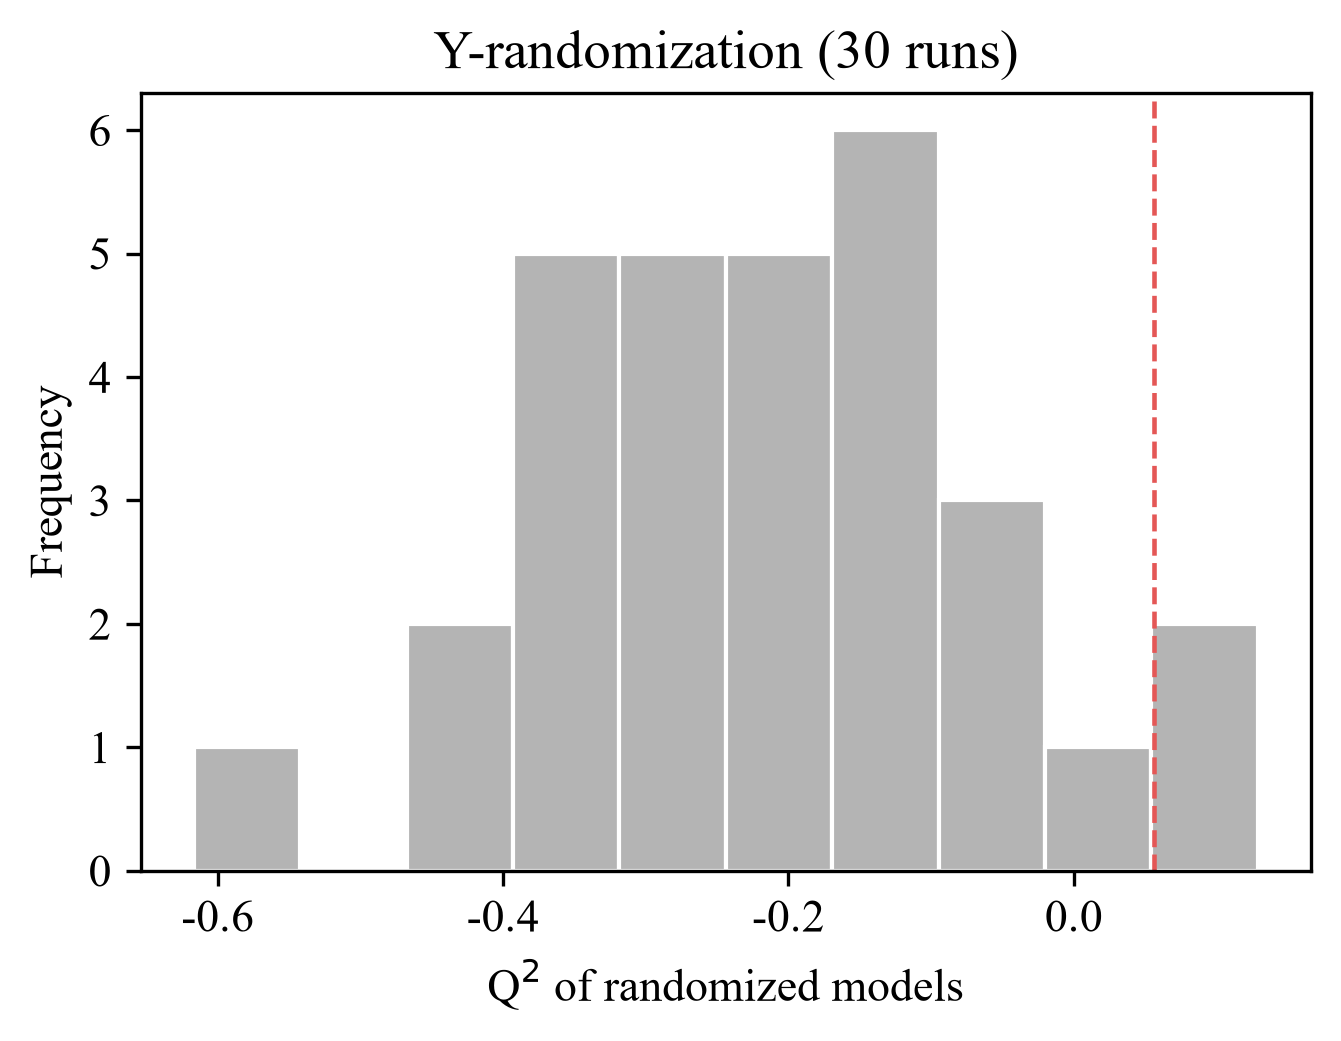 Y-randomization (30 runs)
Frequency
6
5
4
3
2
1
0
-0.6 -0.4 -0.2 0.0
Q² of randomized models